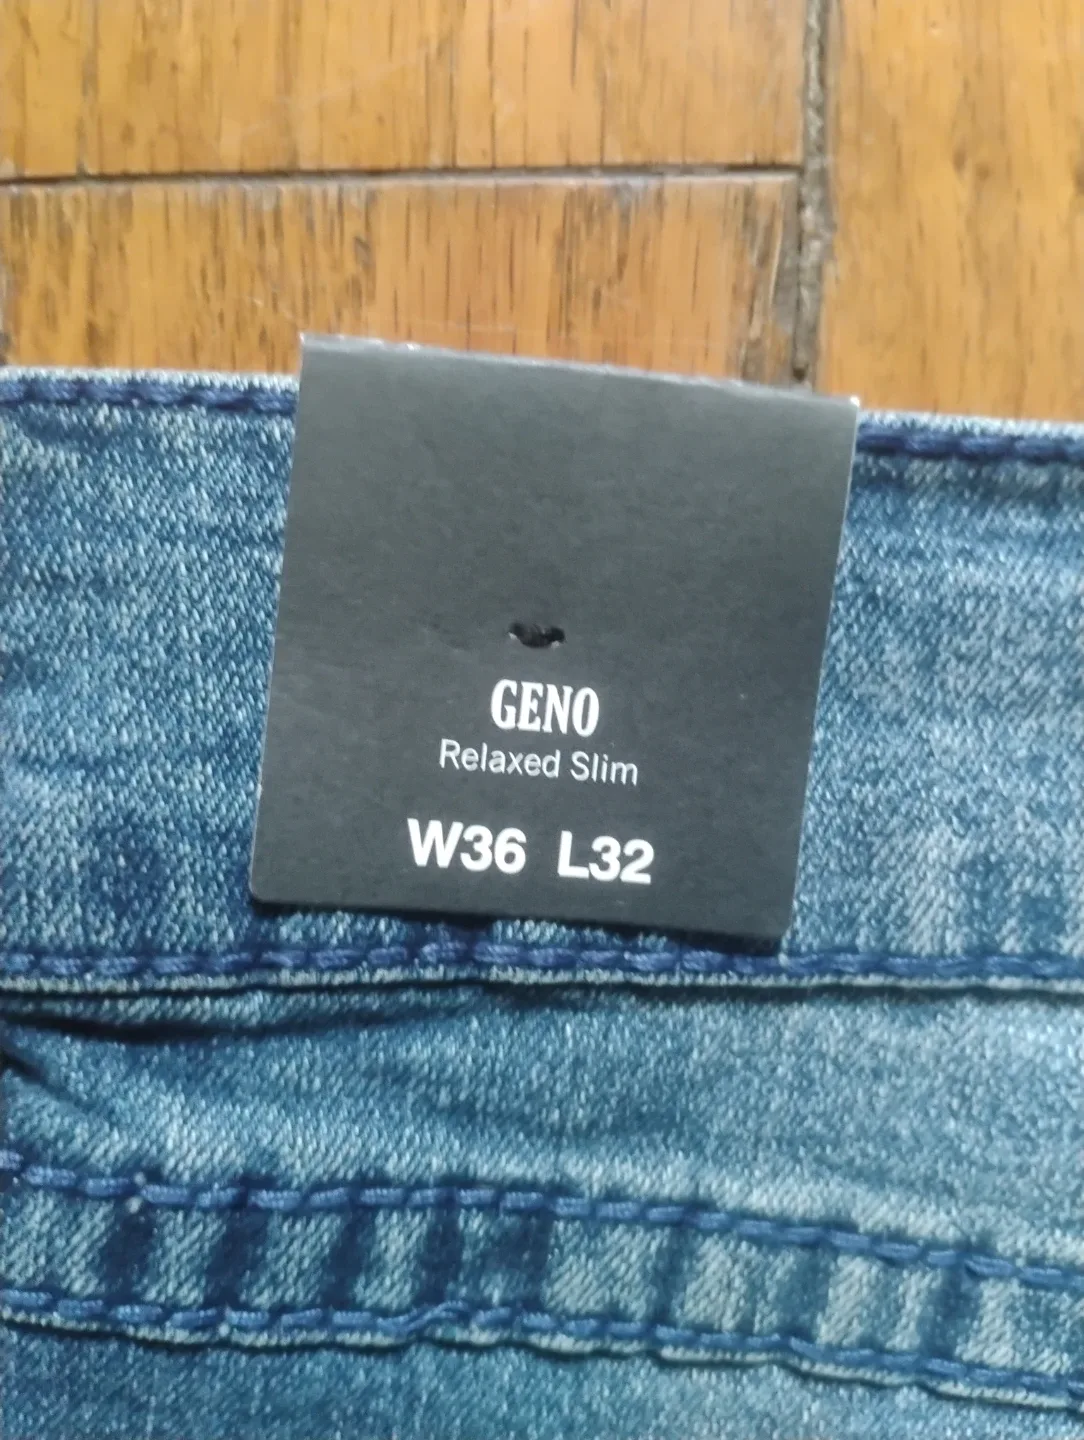 GENO
Relaxed Slim
W36 L32